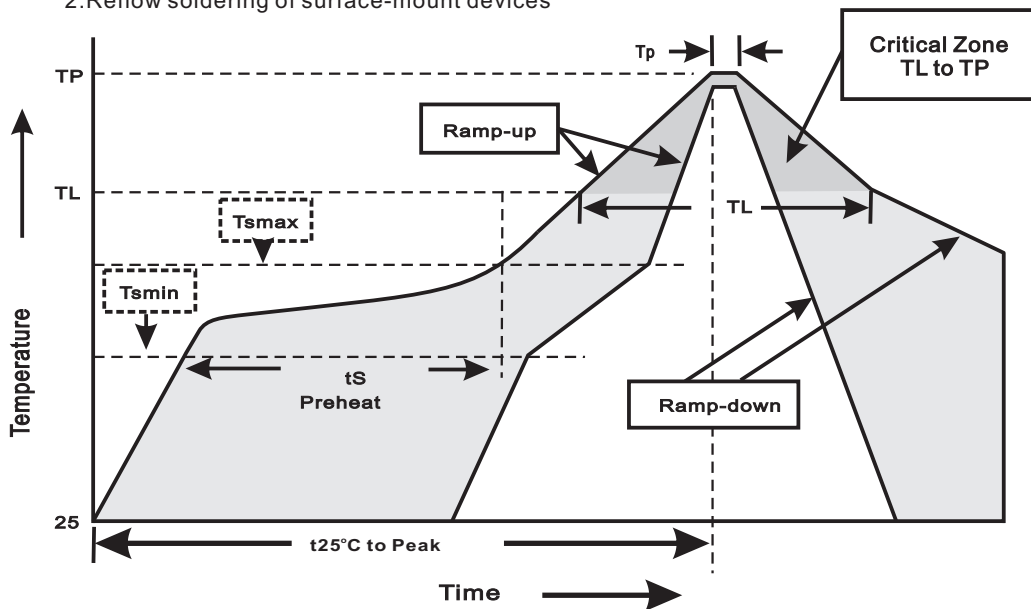 2.Reflow soldering of surface-mount devices
Tp
Critical Zone
TL to TP
TP
Ramp-up
TL
TL
Tsmax
Tsmin
Temperature
tS
Preheat
Ramp-down
25
t25°C to Peak
Time